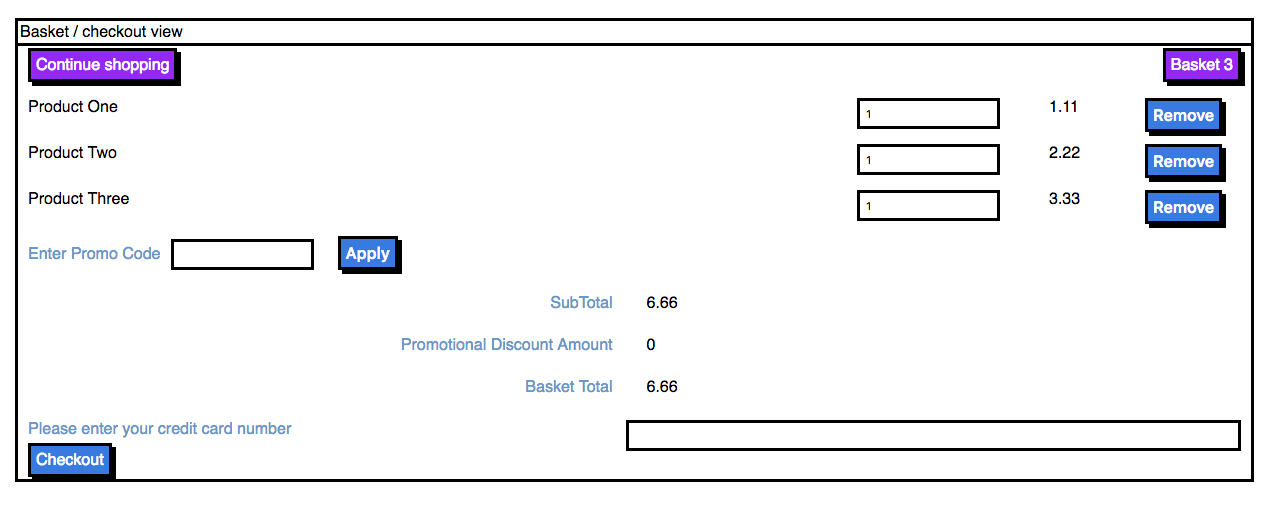 Basket / checkout view
Continue shopping Basket 3
Product One 1 1.11 Remove
Product Two 1 2.22 Remove
Product Three 1 3.33 Remove
Enter Promo Code Apply
SubTotal 6.66
Promotional Discount Amount 0
Basket Total 6.66
Please enter your credit card number
Checkout